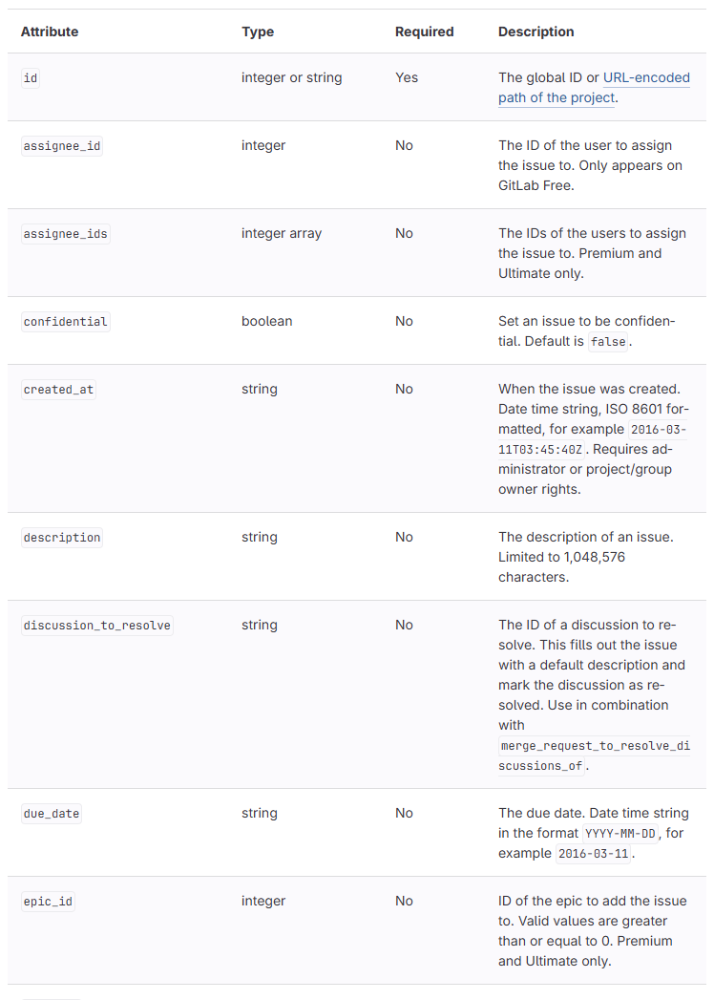 Attribute Type Required Description
id integer or string Yes The global ID or URL-encoded
path of the project.
assignee_id integer No The ID of the user to assign
the issue to. Only appears on
GitLab Free.
assignee_ids integer array No The IDs of the users to assign
the issue to. Premium and
Ultimate only.
confidential boolean No Set an issue to be confiden-
tial. Default is false.
created_at string No When the issue was created.
Date time string, ISO 8601 for-
matted, for example 2016-03-
11T03:45:40Z. Requires ad-
ministrator or project/group
owner rights.
description string No The description of an issue.
Limited to 1,048,576
characters.
discussion_to_resolve string No The ID of a discussion to re-
solve. This fills out the issue
with a default description and
mark the discussion as re-
solved. Use in combination
with
merge_request_to_resolve_di
scussions_of.
due_date string No The due date. Date time string
in the format YYYY-MM-DD, for
example 2016-03-11.
epic_id integer No ID of the epic to add the issue
to. Valid values are greater
than or equal to 0. Premium
and Ultimate only.